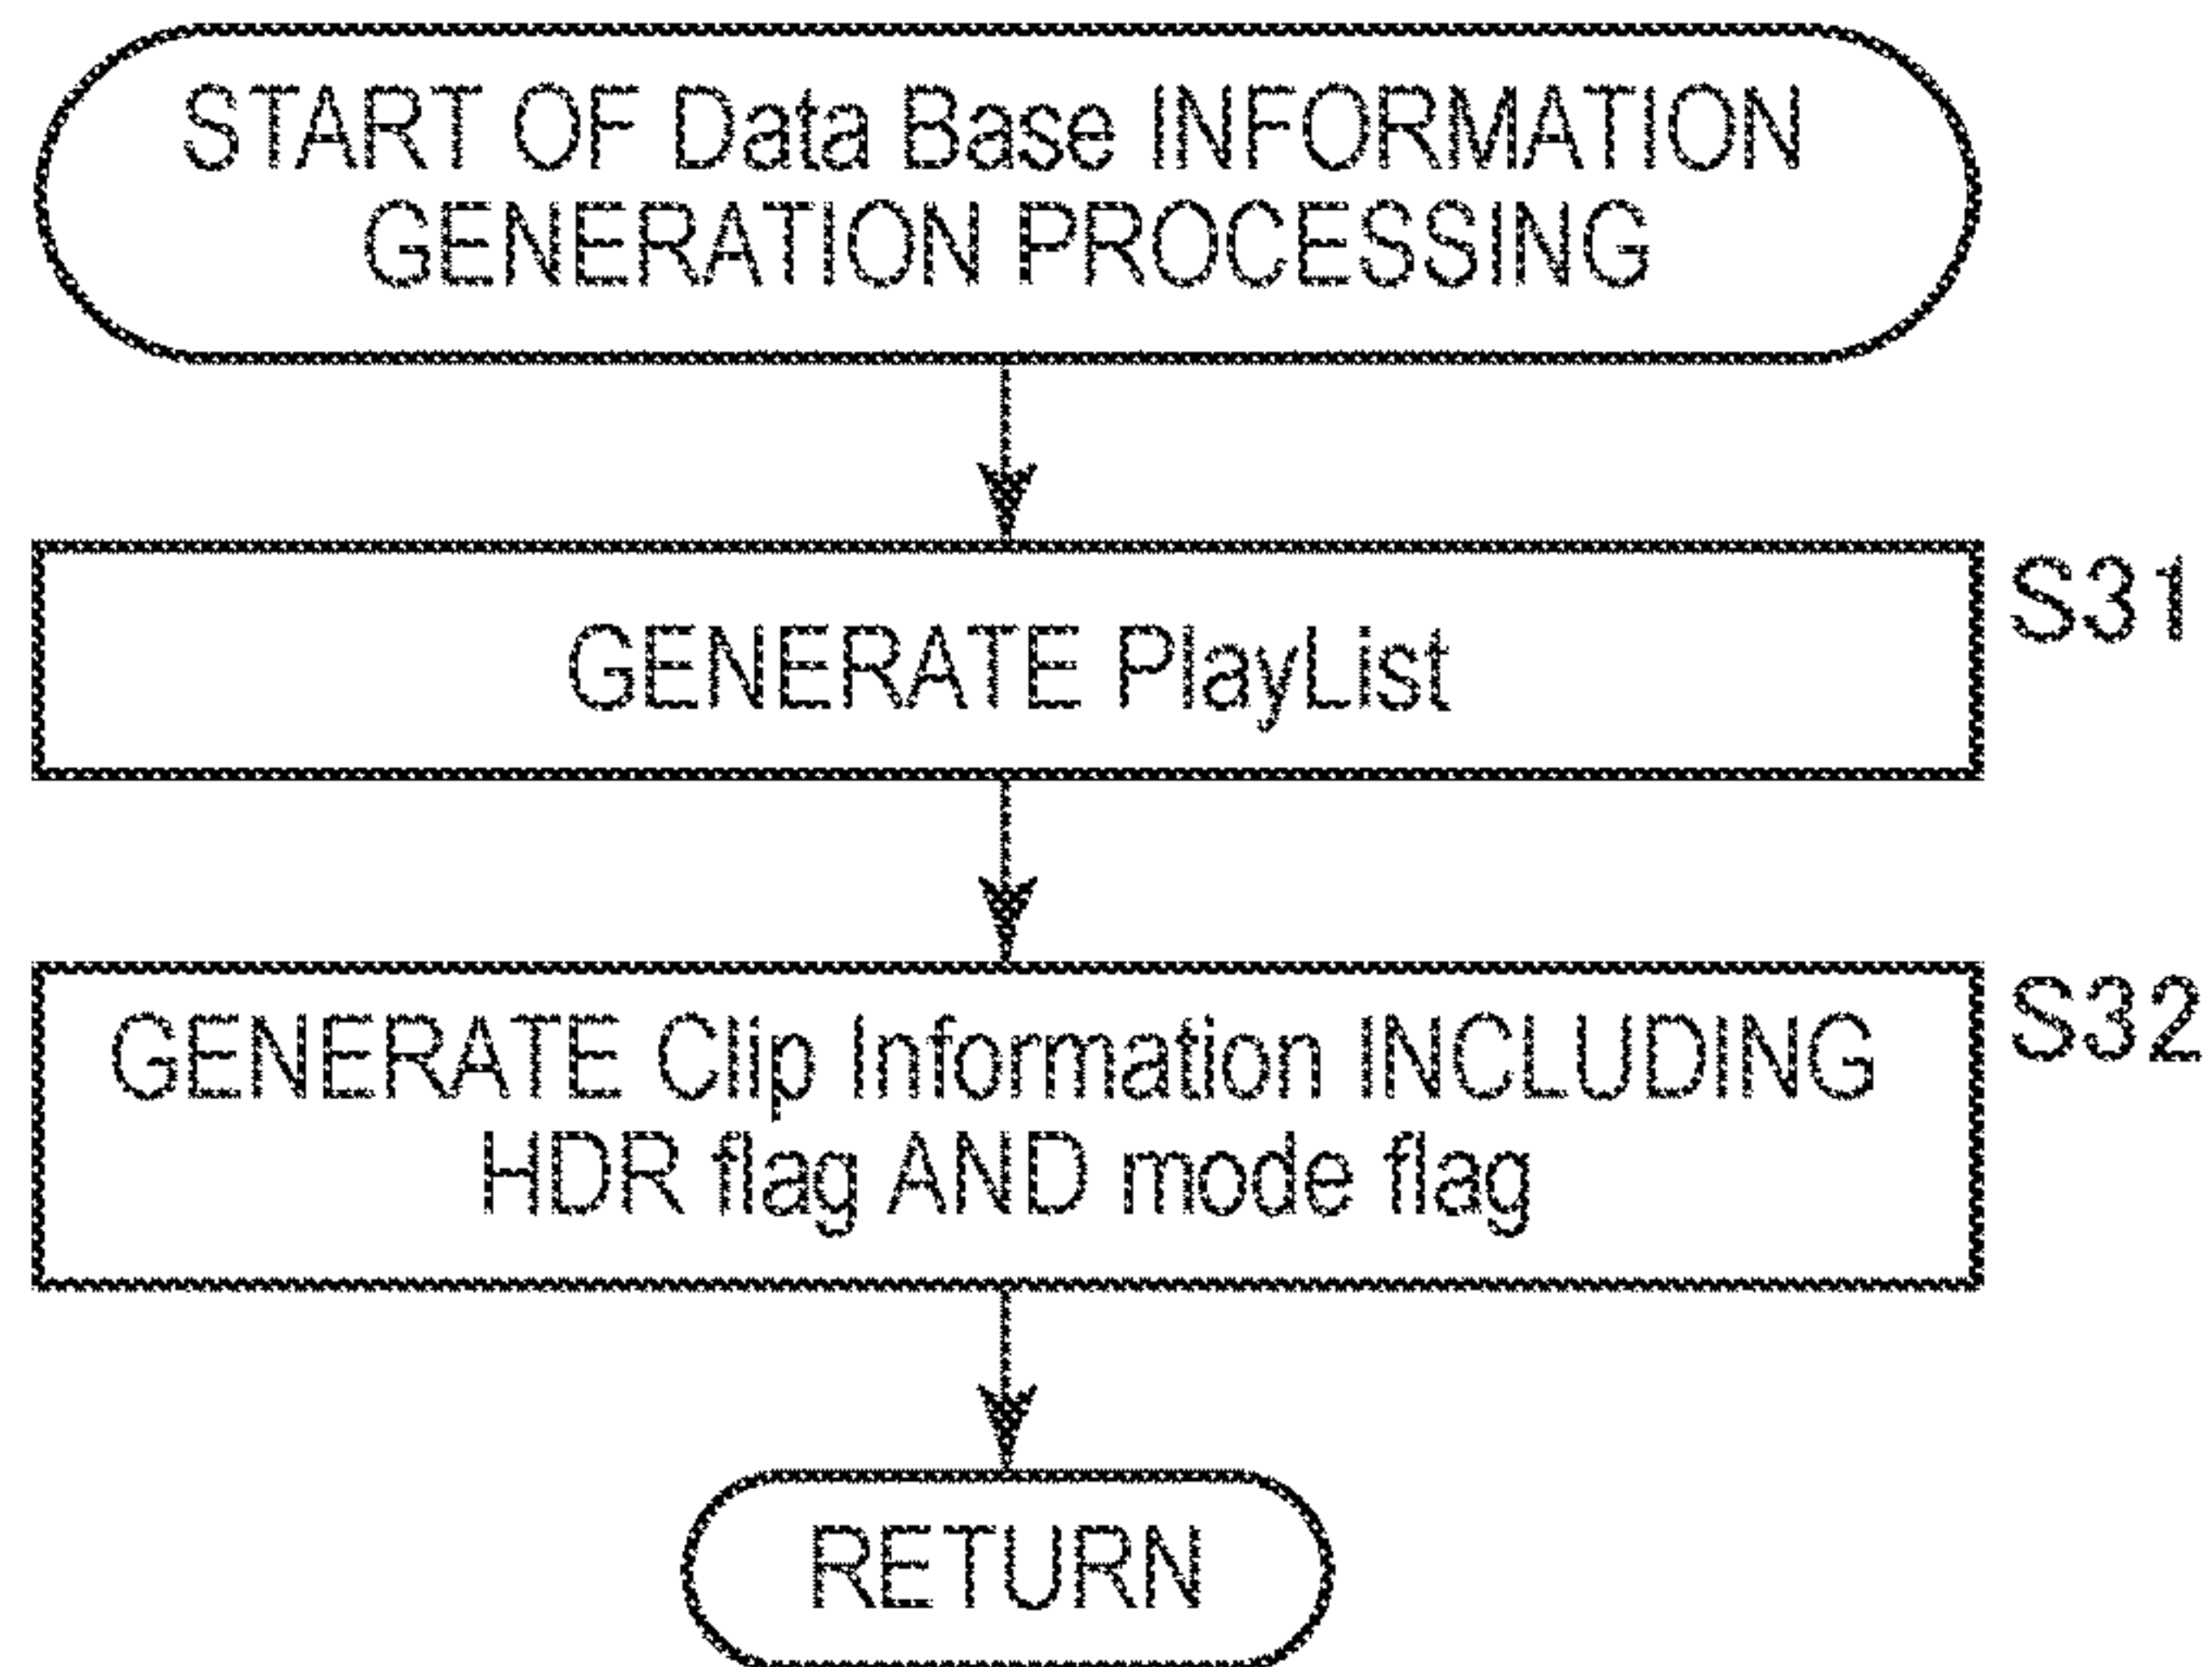 START OF Data Base INFORMATION
GENERATION PROCESSING
S31
GENERATE PlayList
S32
GENERATE Clip Information INCLUDING
HDR flag AND mode flag
RETURN